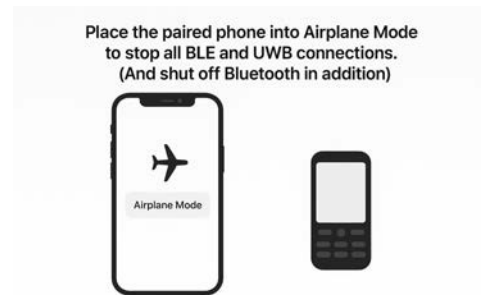 Place the paired phone into Airplane Mode
to stop all BLE and UWB connections.
(And shut off Bluetooth in addition)
Airplane Mode